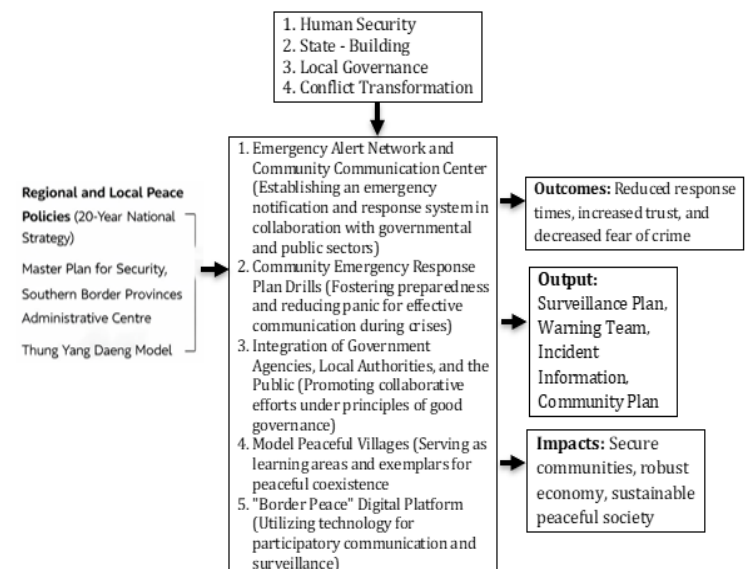 1. Human Security
2. State - Building
3. Local Governance
4. Conflict Transformation
Regional and Local Peace
Policies (20-Year National
Strategy)
Master Plan for Security,
Southern Border Provinces
Administrative Centre
Thung Yang Daeng Model
1. Emergency Alert Network and
Community Communication Center
(Establishing an emergency
notification and response system in
collaboration with governmental
and public sectors)
2. Community Emergency Response
Plan Drills (Fostering preparedness
and reducing panic for effective
communication during crises)
3. Integration of Government
Agencies, Local Authorities, and the
Public (Promoting collaborative
efforts under principles of good
governance)
4. Model Peaceful Villages (Serving as
learning areas and exemplars for
peaceful coexistence
5. "Border Peace" Digital Platform
(Utilizing technology for
participatory communication and
surveillance)
Outcomes: Reduced response
times, increased trust, and
decreased fear of crime
Output:
Surveillance Plan,
Warning Team,
Incident
Information,
Community Plan
Impacts: Secure
communities, robust
economy, sustainable
peaceful society